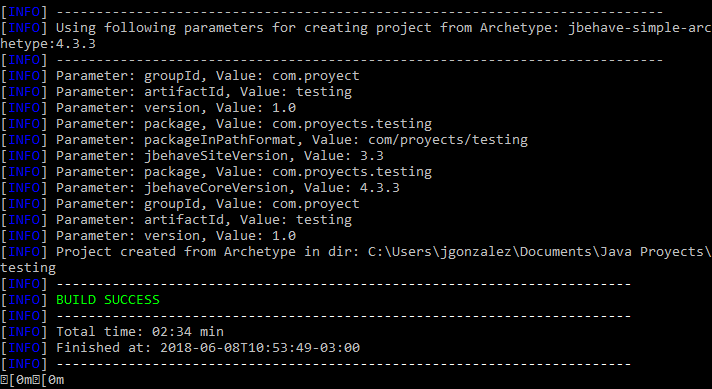 [INFO] ------------------------------------------------------------------------
[INFO] Using following parameters for creating project from Archetype: jbehave-simple-arc
hetype:4.3.3
[INFO] ------------------------------------------------------------------------
[INFO] Parameter: groupId, Value: com.proyect
[INFO] Parameter: artifactId, Value: testing
[INFO] Parameter: version, Value: 1.0
[INFO] Parameter: package, Value: com.proyects.testing
[INFO] Parameter: packageInPathFormat, Value: com/proyects/testing
[INFO] Parameter: jbehaveSiteVersion, Value: 3.3
[INFO] Parameter: package, Value: com.proyects.testing
[INFO] Parameter: jbehaveCoreVersion, Value: 4.3.3
[INFO] Parameter: groupId, Value: com.proyect
[INFO] Parameter: artifactId, Value: testing
[INFO] Parameter: version, Value: 1.0
[INFO] Project created from Archetype in dir: C:\Users\jgonzalez\Documents\Java Proyects\
testing
[INFO] ------------------------------------------------------------------------
[INFO] BUILD SUCCESS
[INFO] ------------------------------------------------------------------------
[INFO] Total time: 02:34 min
[INFO] Finished at: 2018-06-08T10:53:49-03:00
[INFO] ------------------------------------------------------------------------
[0m[0m